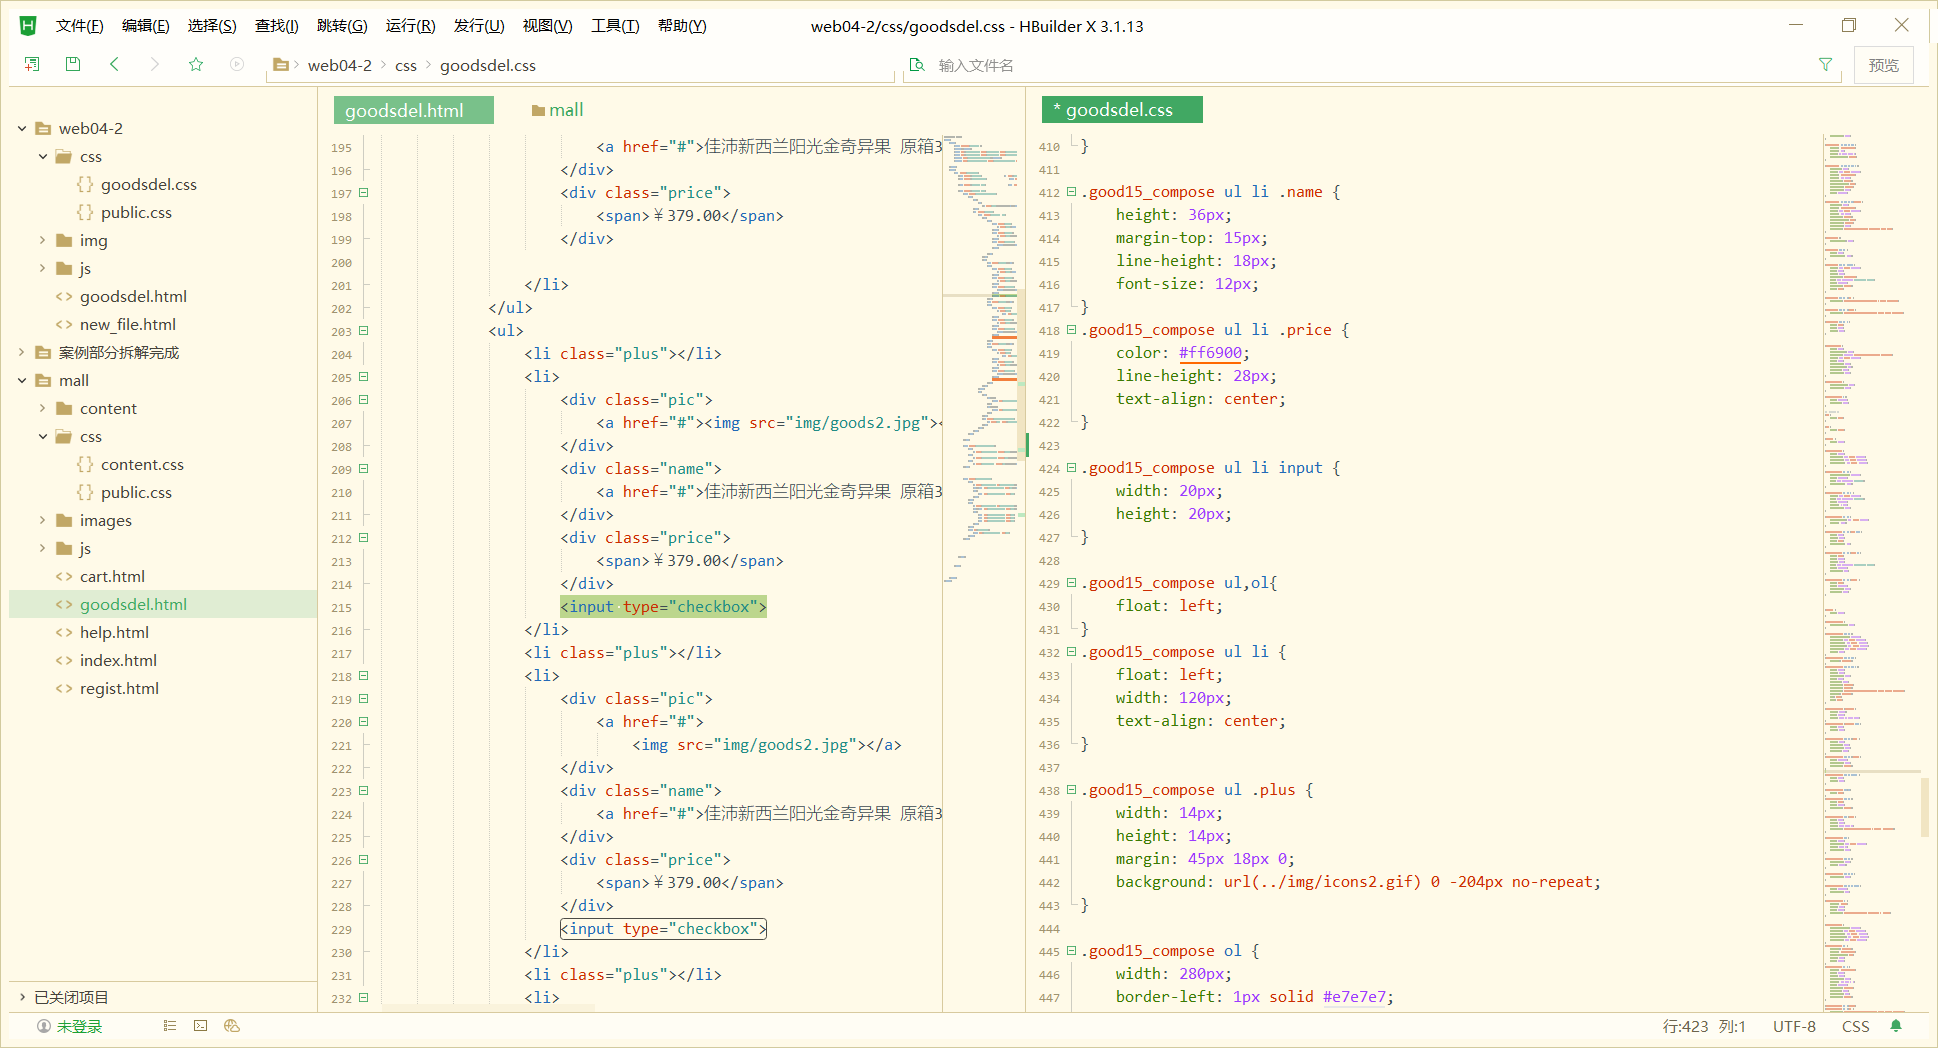 文件(F) 编辑(E) 选择(S) 查找(I) 跳转(G) 运行(R) 发行(U) 视图(V) 工具(T) 帮助(Y)
web04-2/css/goodsdel.css - HBuilder X 3.1.13
web04-2 css goodsdel.css
输入文件名
预览
web04-2
css
goodsdel.css
public.css
img
js
goodsdel.html
new_file.html
案例部分拆解完成
mall
content
css
content.css
public.css
images
js
cart.html
goodsdel.html
help.html
index.html
regist.html
已关闭项目
goodsdel.html
mall
195 <a href="#">佳沛新西兰阳光金奇异果 原箱3
196 </div>
197 <div class="price">
198 <span>¥379.00</span>
199 </div>
200
201 </li>
202 </ul>
203 <ul>
204 <li class="plus"></li>
205 <li>
206 <div class="pic">
207 <a href="#"><img src="img/goods2.jpg"><
208 </div>
209 <div class="name">
210 <a href="#">佳沛新西兰阳光金奇异果 原箱3
211 </div>
212 <div class="price">
213 <span>¥379.00</span>
214 </div>
215 <input type="checkbox">
216 </li>
217 <li class="plus"></li>
218 <li>
219 <div class="pic">
220 <a href="#">
221 <img src="img/goods2.jpg"></a>
222 </div>
223 <div class="name">
224 <a href="#">佳沛新西兰阳光金奇异果 原箱3
225 </div>
226 <div class="price">
227 <span>¥379.00</span>
228 </div>
229 <input type="checkbox">
230 </li>
231 <li class="plus"></li>
232 <li>
* goodsdel.css
410 }
411
412 .good15_compose ul li .name {
413 height: 36px;
414 margin-top: 15px;
415 line-height: 18px;
416 font-size: 12px;
417 }
418 .good15_compose ul li .price {
419 color: #ff6900;
420 line-height: 28px;
421 text-align: center;
422 }
423
424 .good15_compose ul li input {
425 width: 20px;
426 height: 20px;
427 }
428
429 .good15_compose ul,ol{
430 float: left;
431 }
432 .good15_compose ul li {
433 float: left;
434 width: 120px;
435 text-align: center;
436 }
437
438 .good15_compose ul .plus {
439 width: 14px;
440 height: 14px;
441 margin: 45px 18px 0;
442 background: url(../img/icons2.gif) 0 -204px no-repeat;
443 }
444
445 .good15_compose ol {
446 width: 280px;
447 border-left: 1px solid #e7e7e7;
未登录
行:423 列:1 UTF-8 CSS